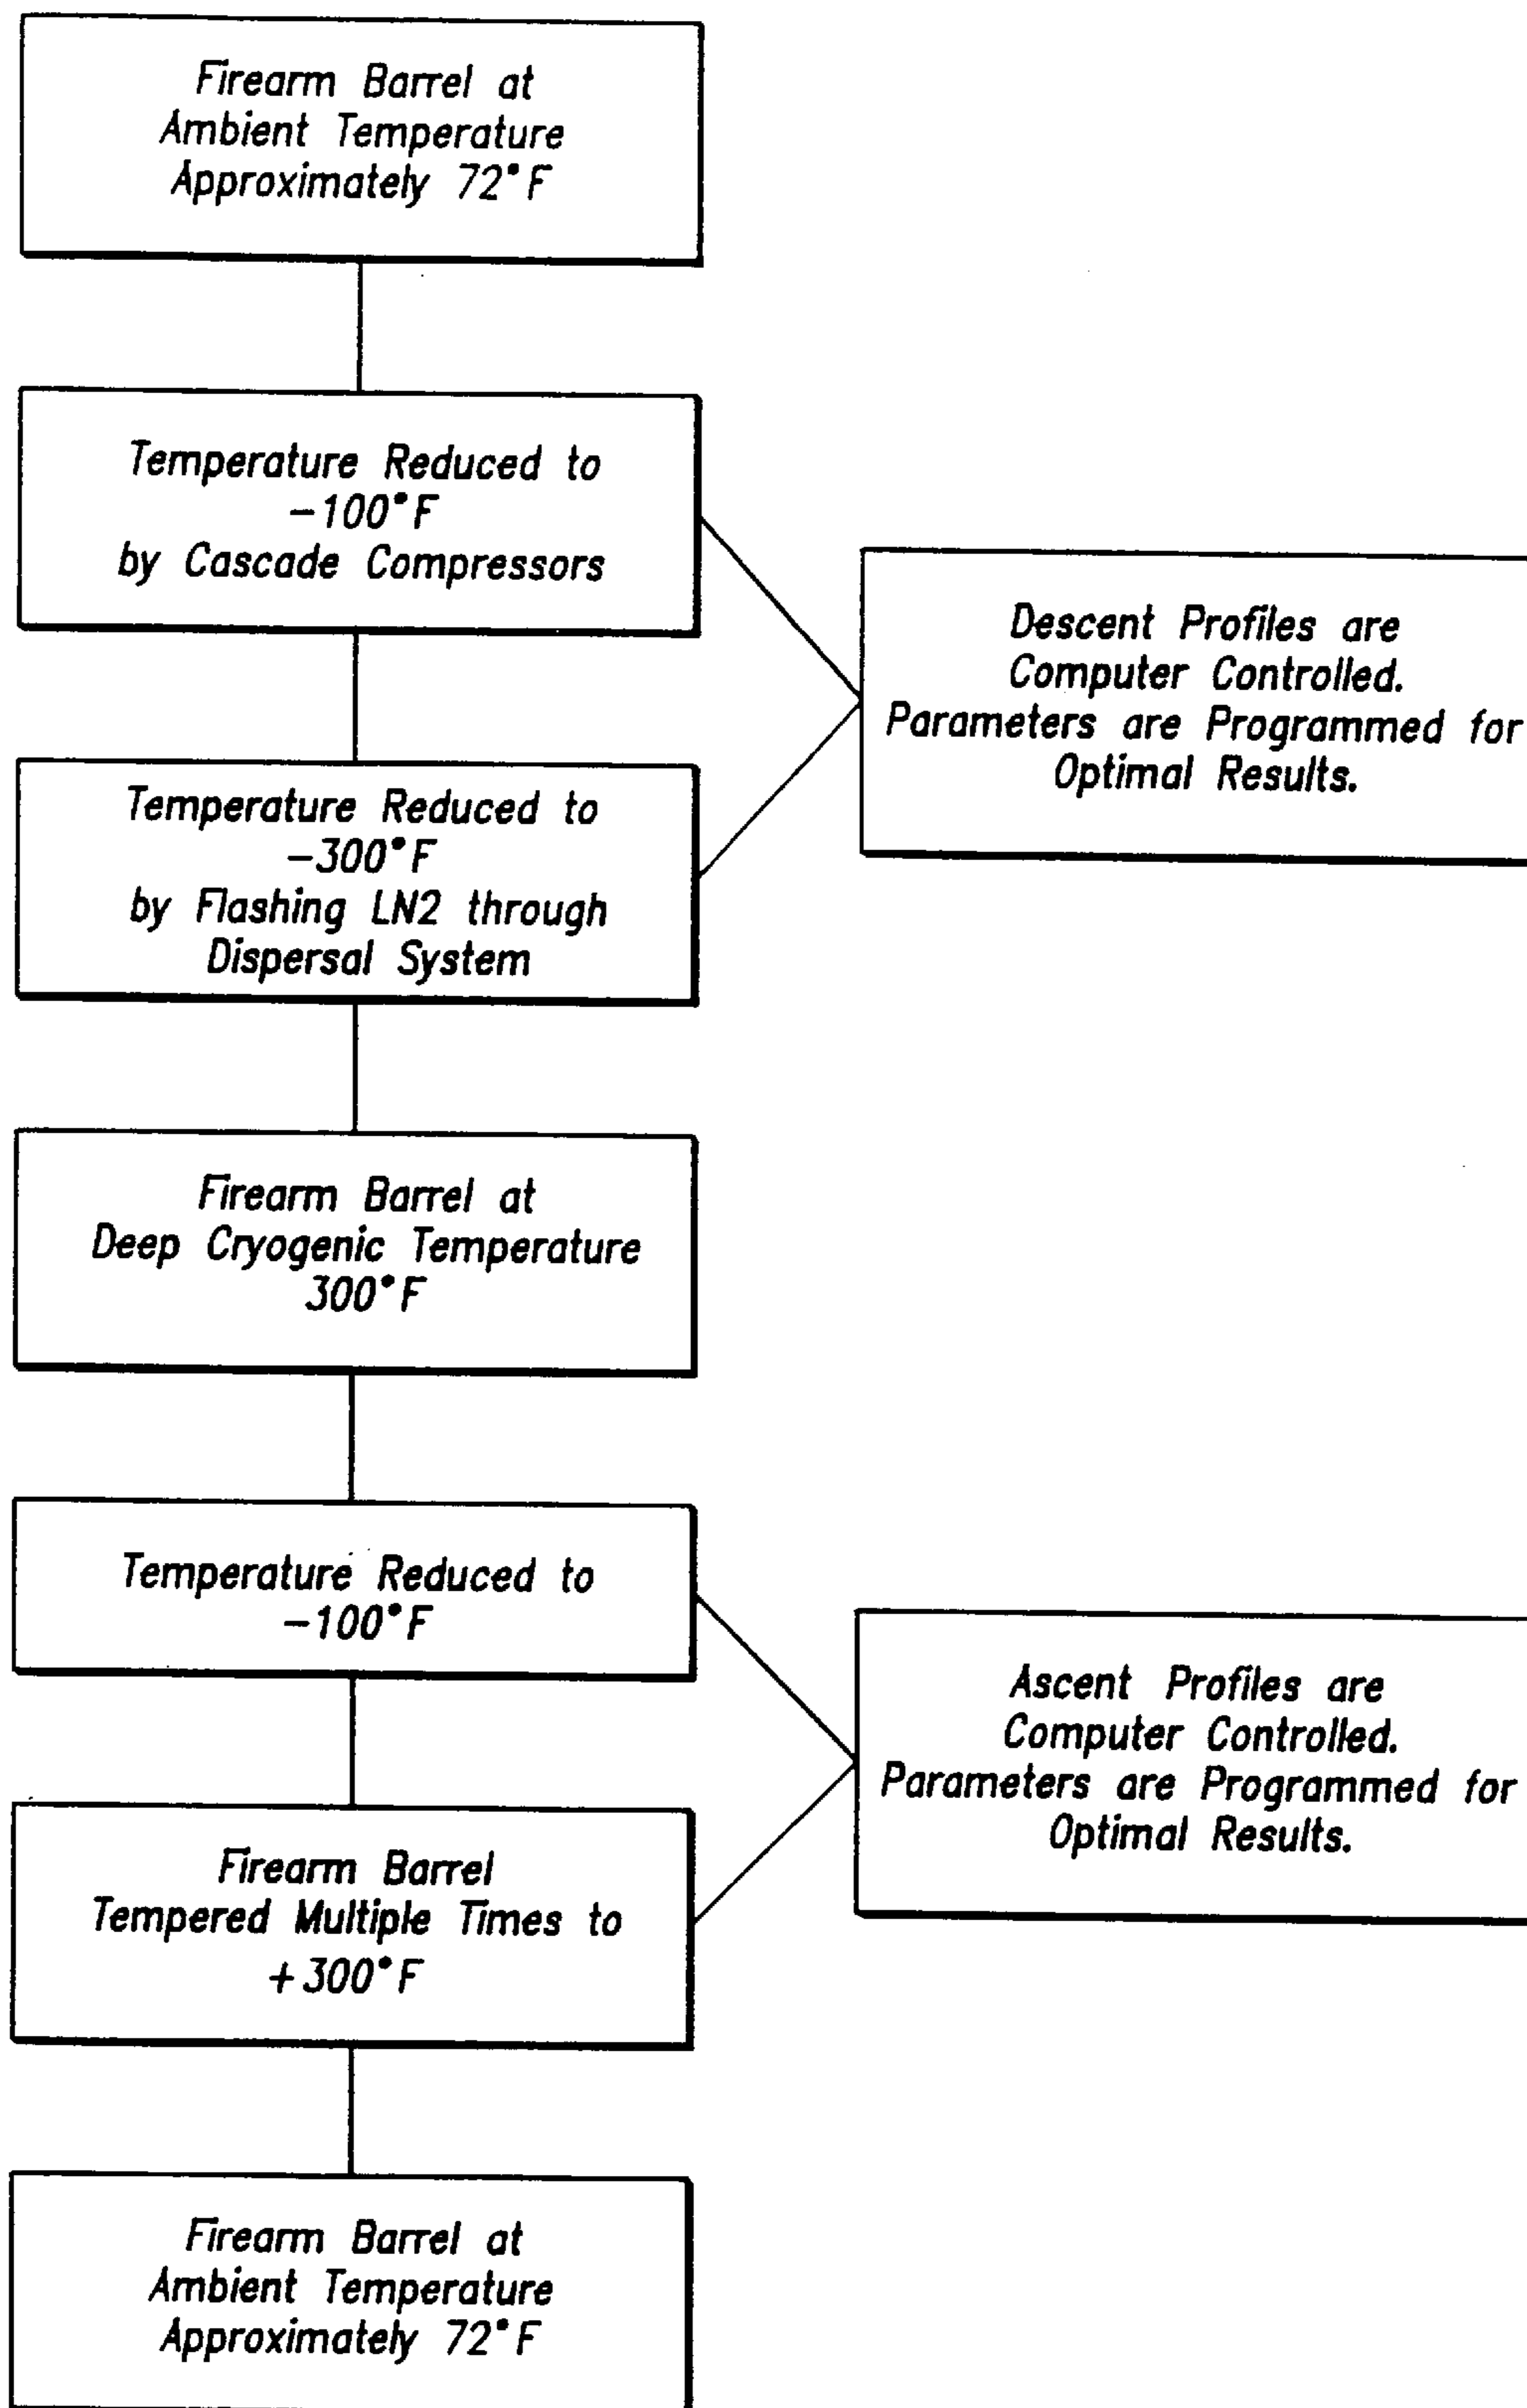 Firearm Barrel at
Ambient Temperature
Approximately 72°F
Temperature Reduced to
−100°F
by Cascade Compressors
Descent Profiles are
Computer Controlled.
Parameters are Programmed for
Optimal Results.
Temperature Reduced to
−300°F
by Flashing LN2 through
Dispersal System
Firearm Barrel at
Deep Cryogenic Temperature
300°F
Temperature Reduced to
−100°F
Ascent Profiles are
Computer Controlled.
Parameters are Programmed for
Optimal Results.
Firearm Barrel
Tempered Multiple Times to
+300°F
Firearm Barrel at
Ambient Temperature
Approximately 72°F